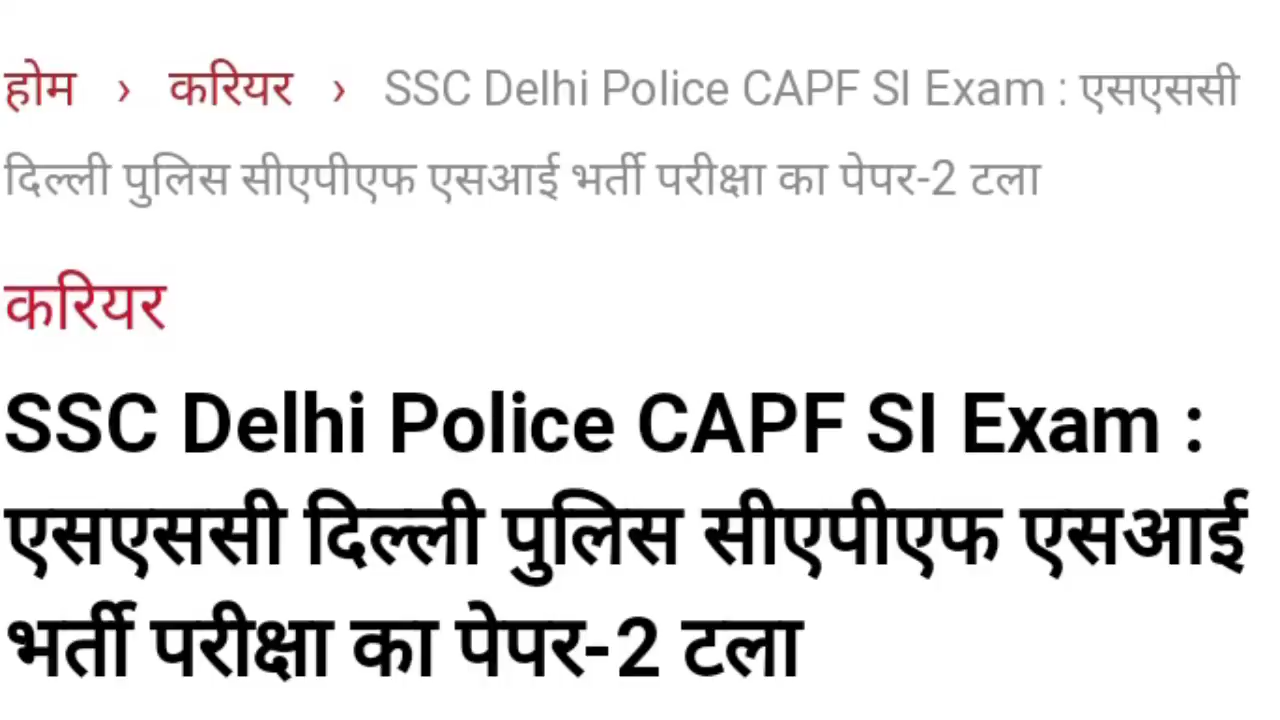 होम › करियर › SSC Delhi Police CAPF SI Exam : एसएससी
दिल्ली पुलिस सीएपीएफ एसआई भर्ती परीक्षा का पेपर-2 टला
करियर
SSC Delhi Police CAPF SI Exam :
एसएससी दिल्ली पुलिस सीएपीएफ एसआई
भर्ती परीक्षा का पेपर-2 टला